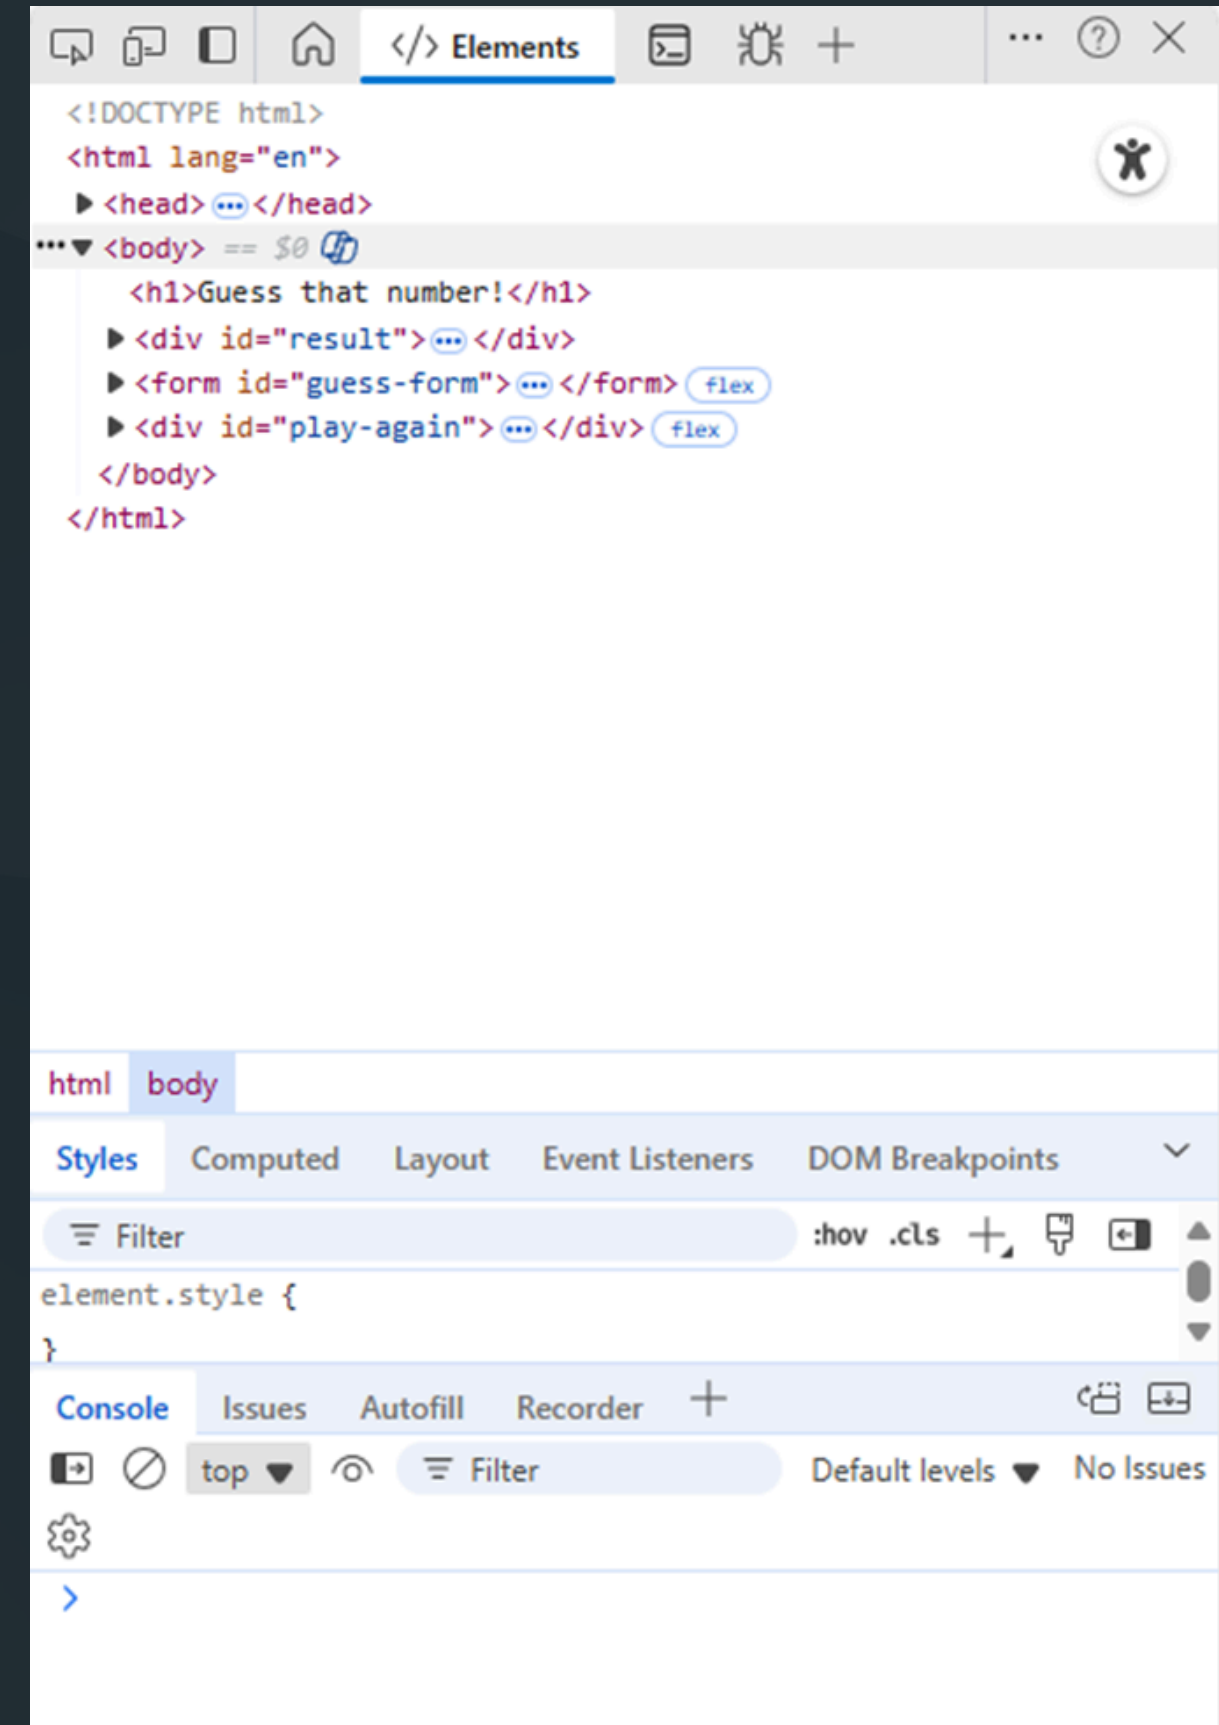 </> Elements
<!DOCTYPE html>
<html lang="en">
<head>…</head>
<body> == $0
<h1>Guess that number!</h1>
<div id="result">…</div>
<form id="guess-form">…</form> flex
<div id="play-again">…</div> flex
</body>
</html>
html body
Styles Computed Layout Event Listeners DOM Breakpoints
Filter :hov .cls
element.style {
}
Console Issues Autofill Recorder
top Filter Default levels No Issues